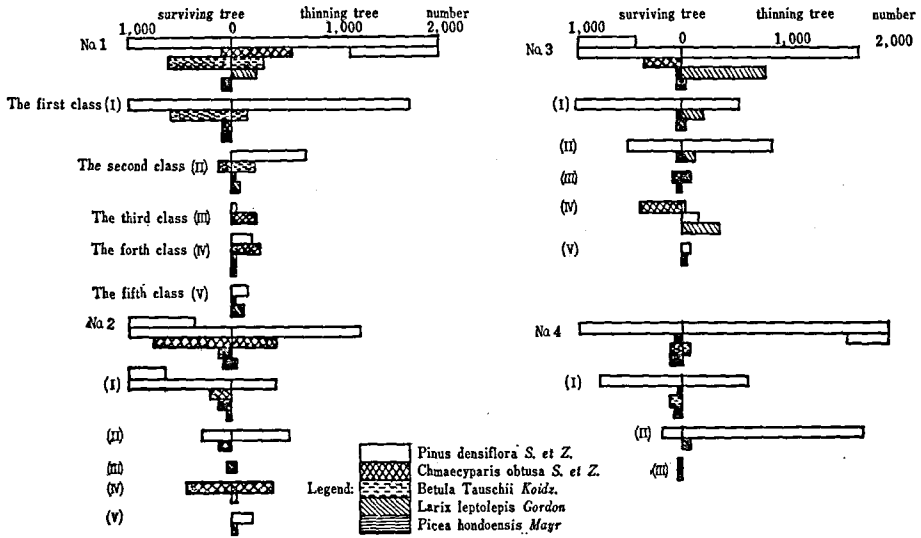 surviving tree thinning tree number
1,000 0 1,000 2,000
No.1
The first class (I)
The second class (II)
The third class (III)
The forth class (IV)
The fifth class (V)
No.2
(I)
(II)
(III)
(IV)
(V)
surviving tree thinning tree number
1,000 0 1,000 2,000
No.3
(I)
(II)
(III)
(IV)
(V)
No.4
(I)
(II)
(III)
Legend:
Pinus densiflora S. et Z.
Chmaecyparis obtusa S. et Z.
Betula Tauschii Koidz.
Larix leptolepis Gordon
Picea hondoensis Mayr